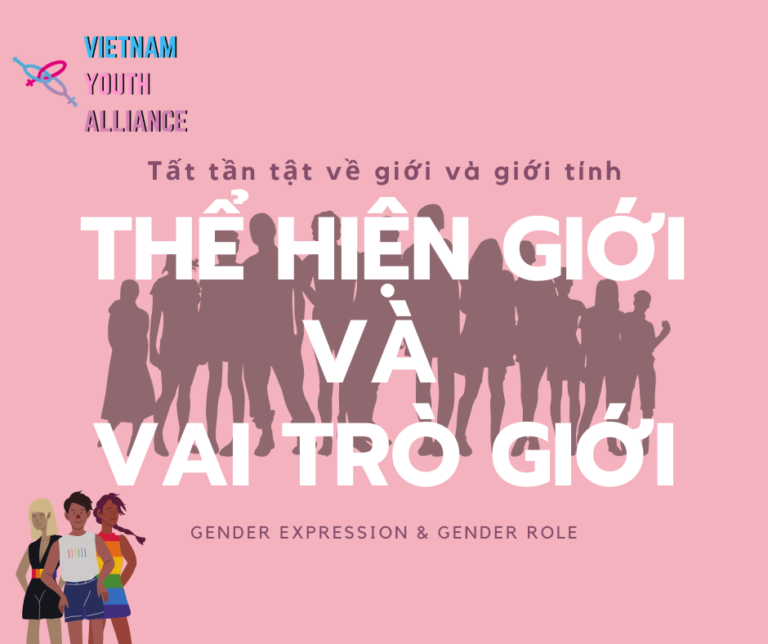 VIETNAM
YOUTH
ALLIANCE
Tất tần tật về giới và giới tính
THỂ HIỆN GIỚI
VÀ
VAI TRÒ GIỚI
GENDER EXPRESSION & GENDER ROLE